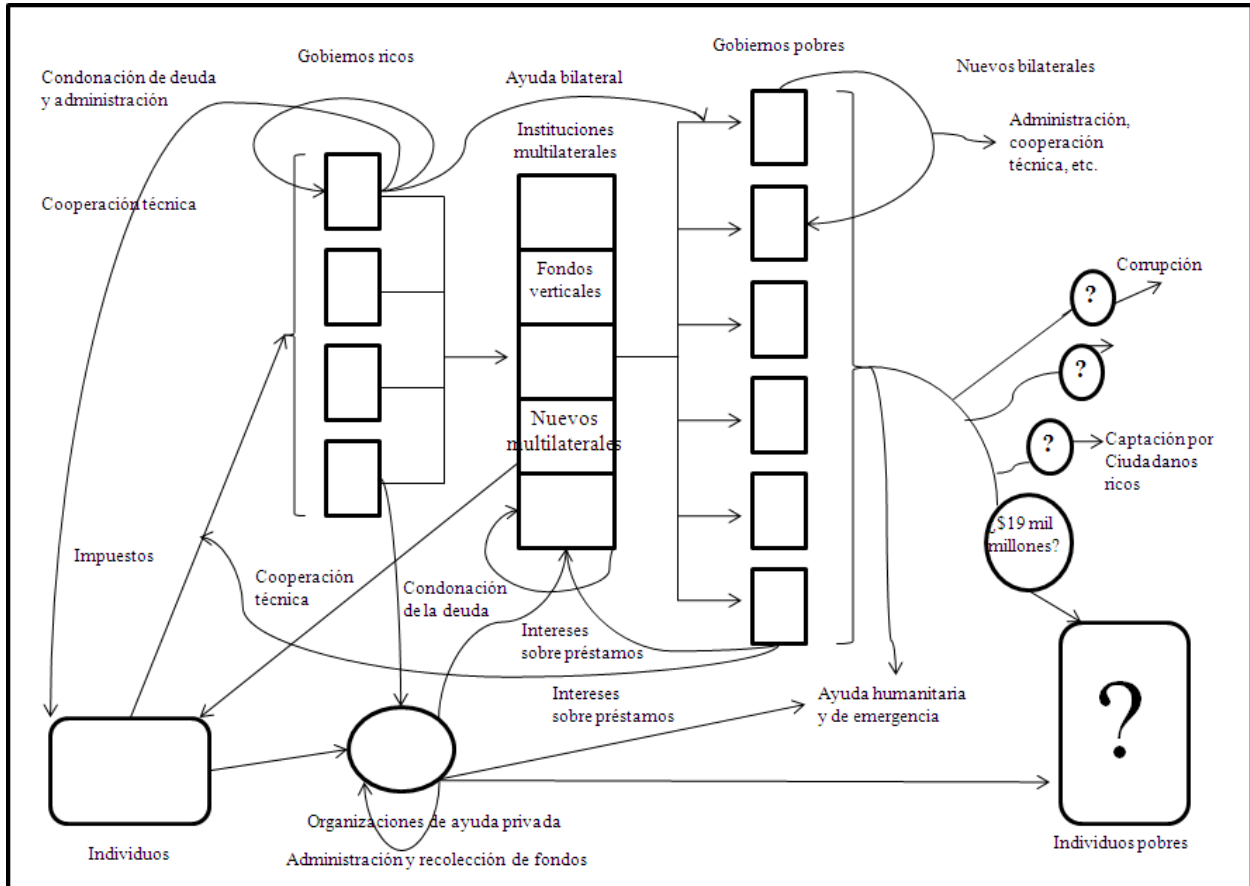 Gobiernos ricos
Gobiernos pobres
Condonación de deuda
y administración
Ayuda bilateral
Nuevos bilaterales
Instituciones
multilaterales
Administración,
cooperación
técnica, etc.
Cooperación técnica
Fondos
verticales
Corrupción
?
?
Nuevos
multilaterales
?
Captación por
Ciudadanos
ricos
¿$19 mil
millones?
Impuestos
Cooperación
técnica
Condonación
de la deuda
Intereses
sobre préstamos
Intereses
sobre préstamos
Ayuda humanitaria
y de emergencia
?
Organizaciones de ayuda privada
Individuos
Administración y recolección de fondos
Individuos pobres